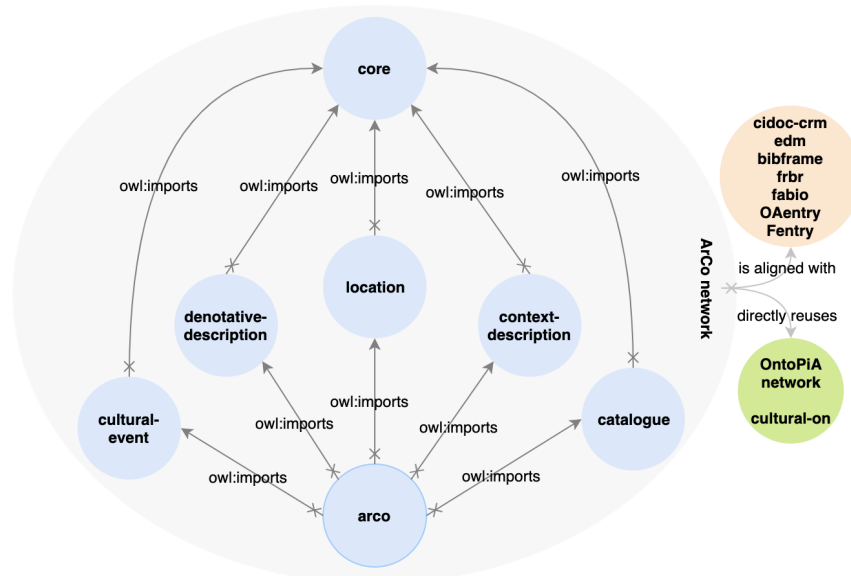 core
cidoc-crm
edm
bibframe
frbr
fabio
OAentry
Fentry
owl:imports
owl:imports
owl:imports
owl:imports
owl:imports
ArCo network
is aligned with
location
denotative-
description
context-
description
directly reuses
OntoPiA
network
cultural-on
owl:imports
cultural-
event
owl:imports
owl:imports
catalogue
owl:imports
owl:imports
arco